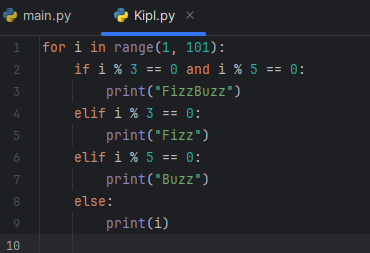 main.py Kipl.py ×
1 for i in range(1, 101):
2     if i % 3 == 0 and i % 5 == 0:
3         print("FizzBuzz")
4     elif i % 3 == 0:
5         print("Fizz")
6     elif i % 5 == 0:
7         print("Buzz")
8     else:
9         print(i)
10